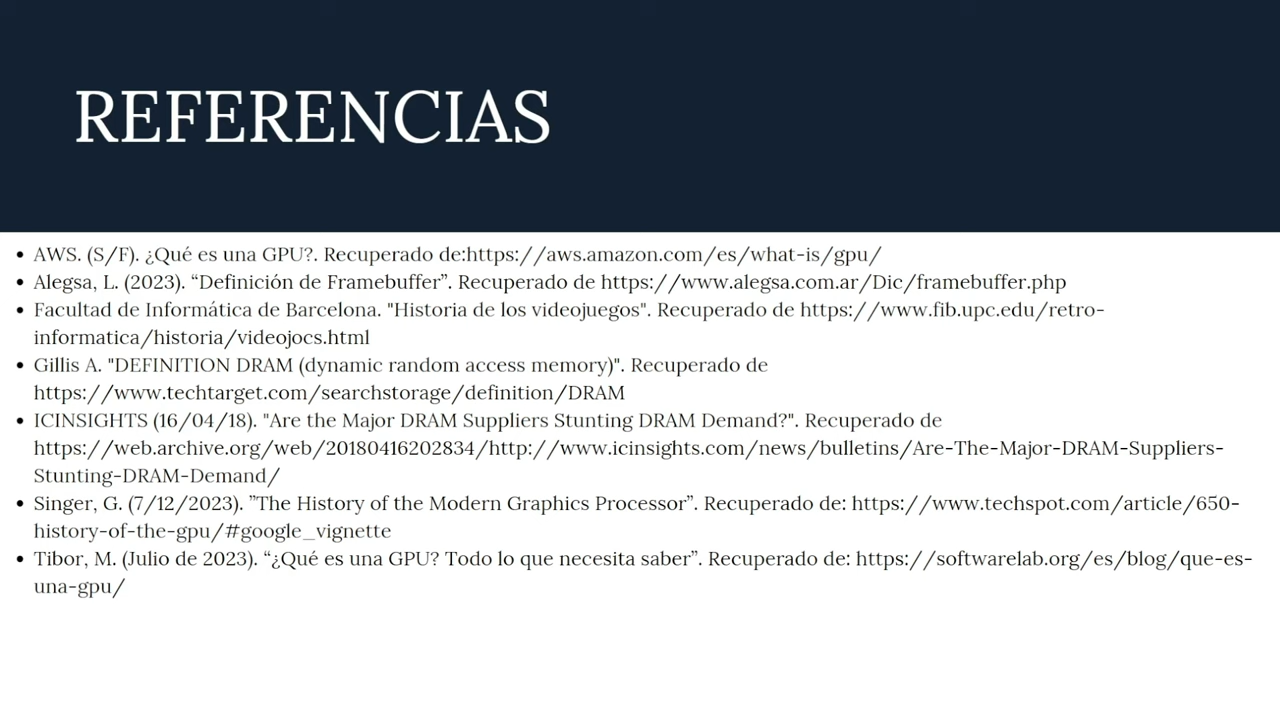 REFERENCIAS
• AWS. (S/F). ¿Qué es una GPU?. Recuperado de:https://aws.amazon.com/es/what-is/gpu/
• Alegsa, L. (2023). “Definición de Framebuffer”. Recuperado de https://www.alegsa.com.ar/Dic/framebuffer.php
• Facultad de Informática de Barcelona. "Historia de los videojuegos". Recuperado de https://www.fib.upc.edu/retro-
informatica/historia/videojocs.html
• Gillis A. "DEFINITION DRAM (dynamic random access memory)". Recuperado de
https://www.techtarget.com/searchstorage/definition/DRAM
• ICINSIGHTS (16/04/18). "Are the Major DRAM Suppliers Stunting DRAM Demand?". Recuperado de
https://web.archive.org/web/20180416202834/http://www.icinsights.com/news/bulletins/Are-The-Major-DRAM-Suppliers-
Stunting-DRAM-Demand/
• Singer, G. (7/12/2023). ”The History of the Modern Graphics Processor”. Recuperado de: https://www.techspot.com/article/650-
history-of-the-gpu/#google_vignette
• Tibor, M. (Julio de 2023). “¿Qué es una GPU? Todo lo que necesita saber”. Recuperado de: https://softwarelab.org/es/blog/que-es-
una-gpu/